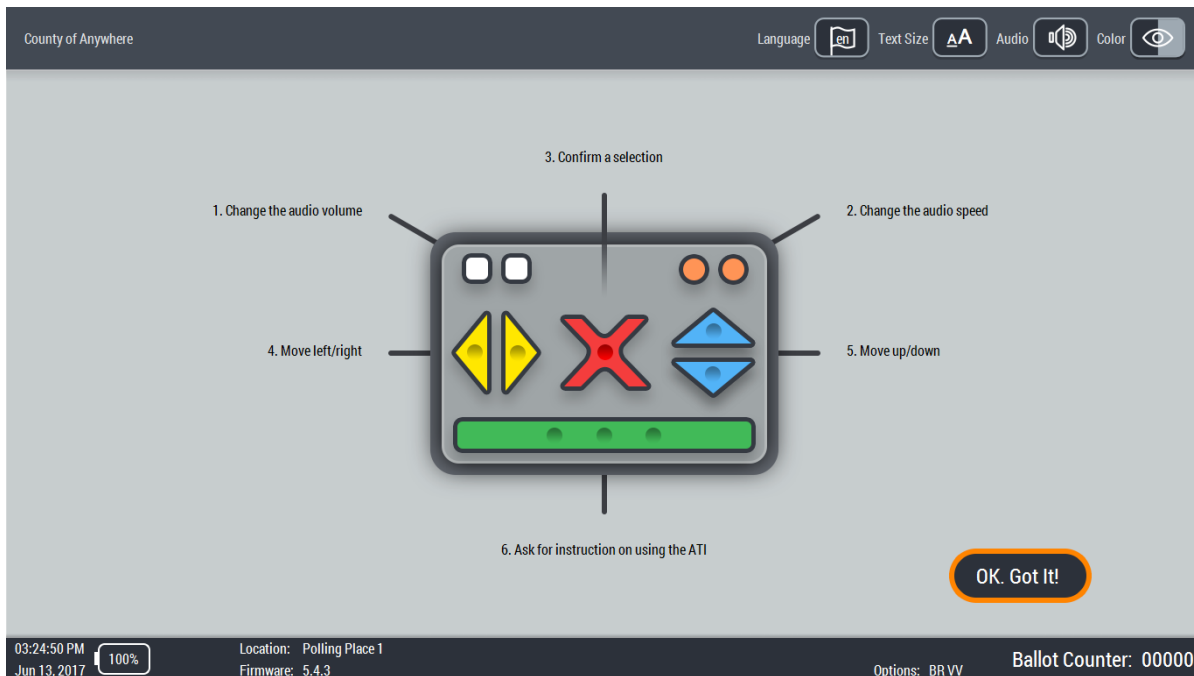 County of Anywhere
Language en Text Size AA Audio Color
3. Confirm a selection
1. Change the audio volume
2. Change the audio speed
4. Move left/right
5. Move up/down
6. Ask for instruction on using the ATI
OK. Got It!
03:24:50 PM
Jun 13, 2017
100%
Location: Polling Place 1
Firmware: 5.4.3
Options: BR VV
Ballot Counter: 00000